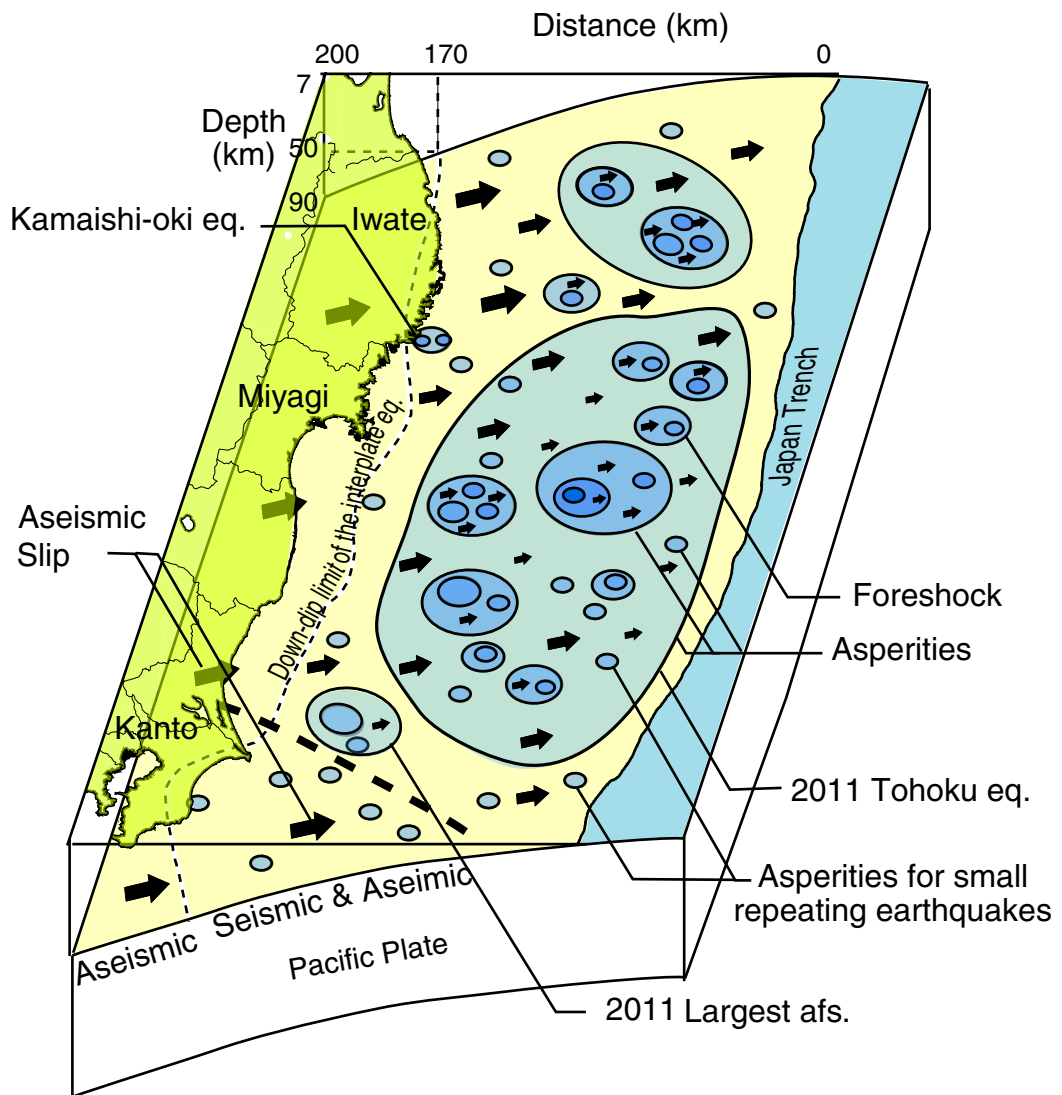 Distance (km)
200
170
0
7
Depth
(km)
50
90
Kamaishi-oki eq.
Iwate
Miyagi
Down-dip limit of the interplate eq.
Japan Trench
Aseismic
Slip
Foreshock
Asperities
Kanto
2011 Tohoku eq.
Asperities for small
repeating earthquakes
Aseismic
Seismic & Aseimic
Pacific Plate
2011 Largest afs.